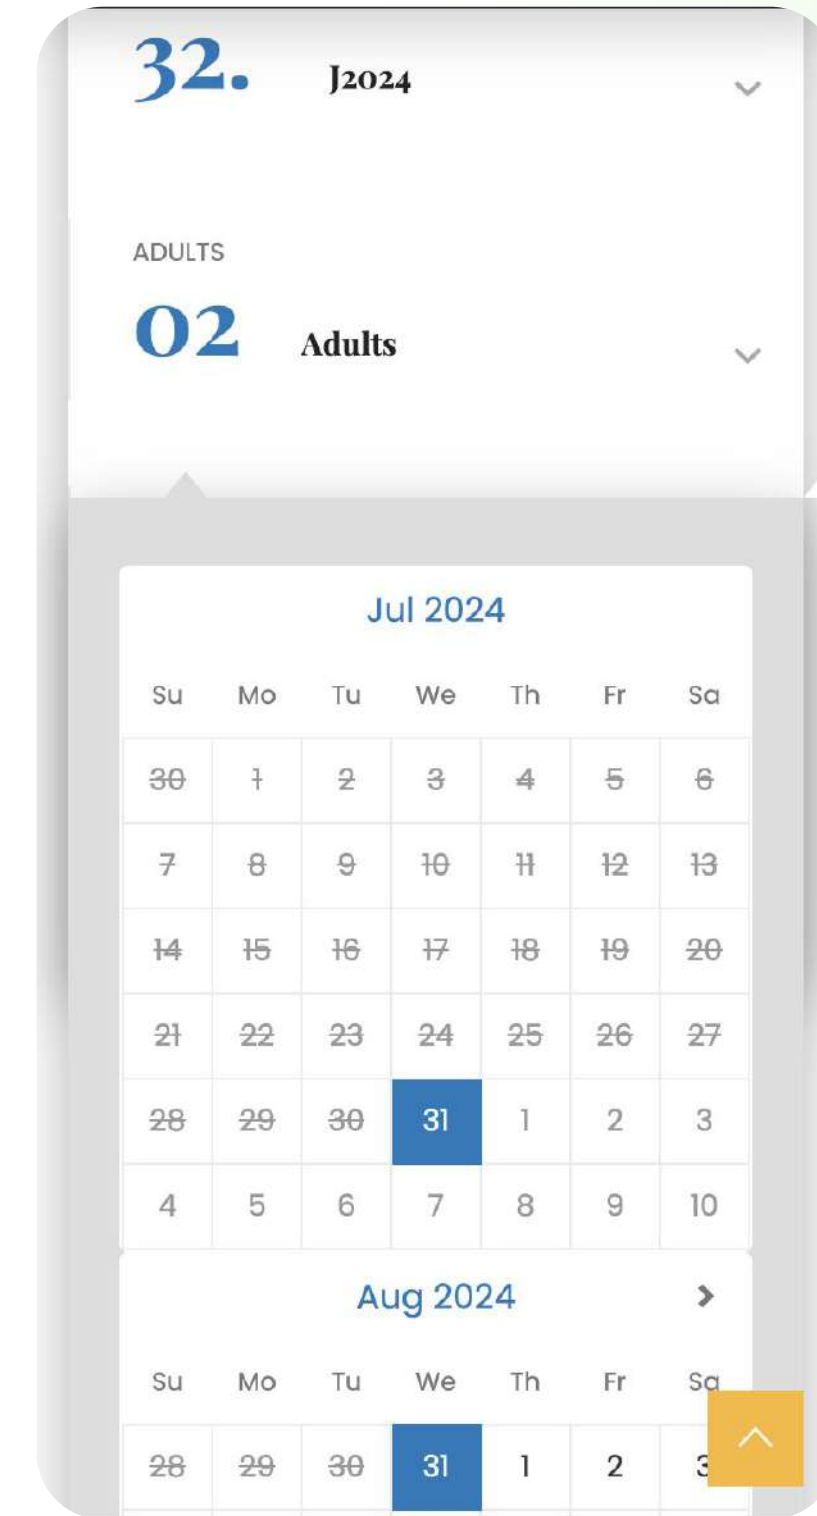 32. J2024
ADULTS
02 Adults
Jul 2024
Su Mo Tu We Th Fr Sa
30 1 2 3 4 5 6
7 8 9 10 11 12 13
14 15 16 17 18 19 20
21 22 23 24 25 26 27
28 29 30 31 1 2 3
4 5 6 7 8 9 10
Aug 2024
Su Mo Tu We Th Fr Sa
28 29 30 31 1 2 3